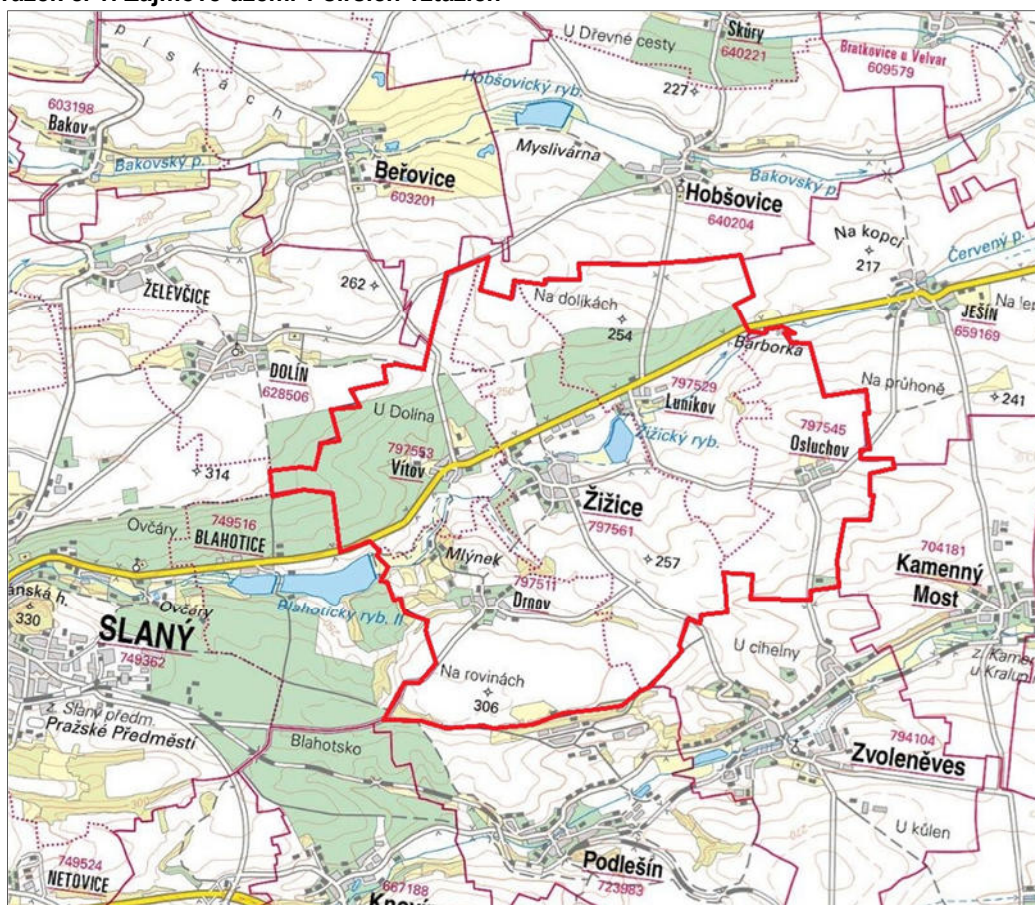 U Drevné cesty
Skůry
640221
Bratkovice u Velvar
609579
p í s k á c h
Hobšovický ryb.
227
603198
Bakov
Bakovský p.
Myslivárna
Beřovice
603201
Bakovský p.
Hobšovice
640204
Na kopci
217
Červený p.
ŽELEVČICE
262
Na dolíkách
254
JEŠÍN
659169
Barborka
DOLÍN
628506
797529
Luníkov
Na průhoně
241
U Dolína
797553
Vítov
Žižický ryb.
797545
Osluchov
314
Žižice
797561
Ovčáry
749516
BLAHOTICE
704181
Kamenný
Most
Mlýnek
257
797511
Drnov
Ovčáry
Blahotický ryb. II
330
SLANÝ
749362
U cihelny
Na rovinách
306
z. Slaný předm.
Pražské Předměstí
Blahotsko
794104
Zvoleněves
U kůlen
749524
NETOVICE
667188
Podlešín
723983